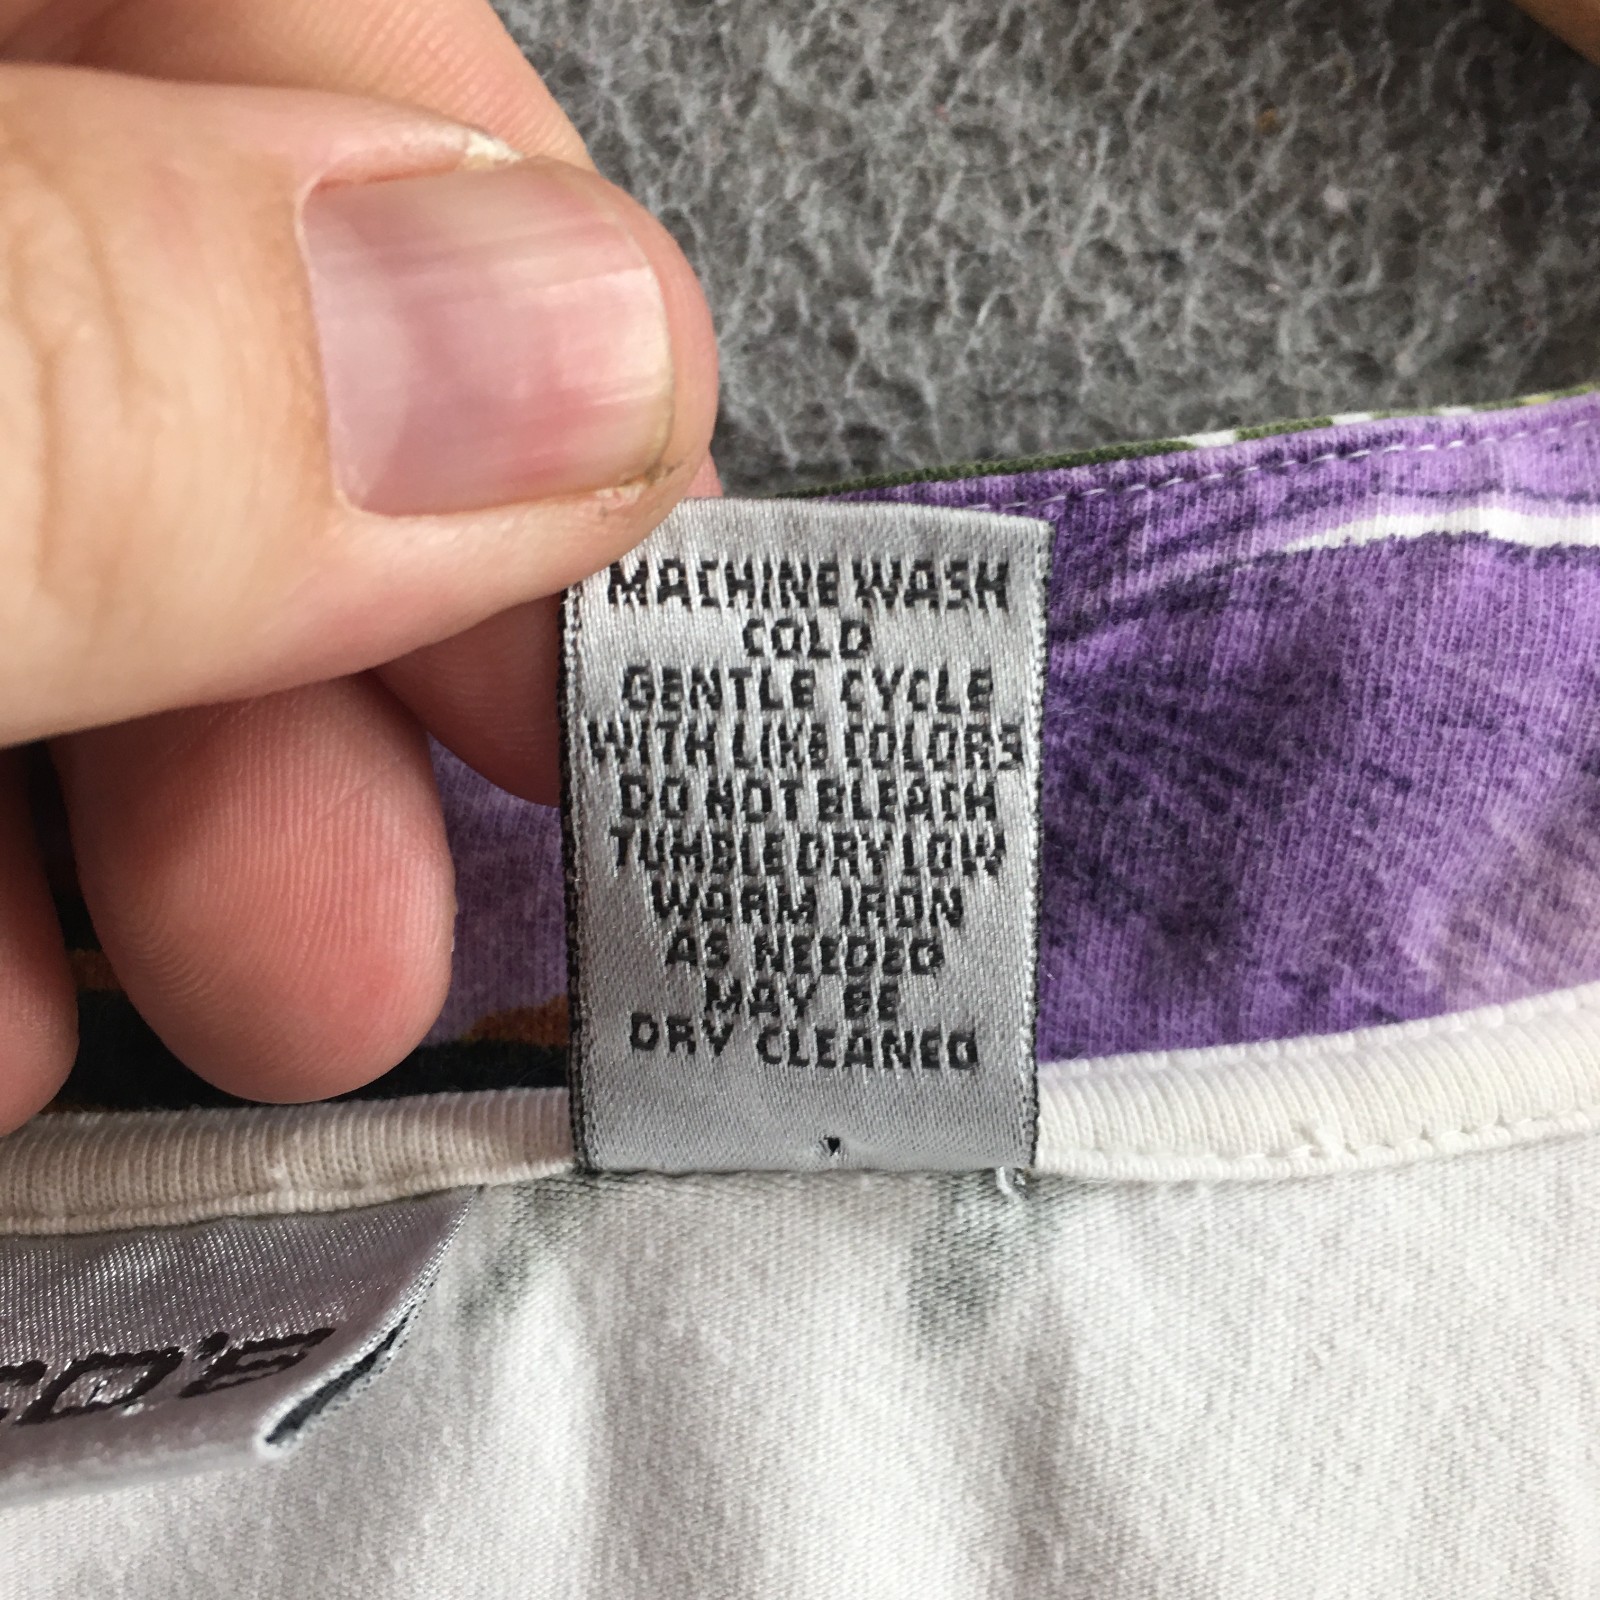 MACHINE WASH
COLD
GENTLE CYCLE
WITH LIKE COLORS
DO NOT BLEACH
TUMBLE DRY LOW
WARM IRON
AS NEEDED
MAY BE
DRY CLEANED